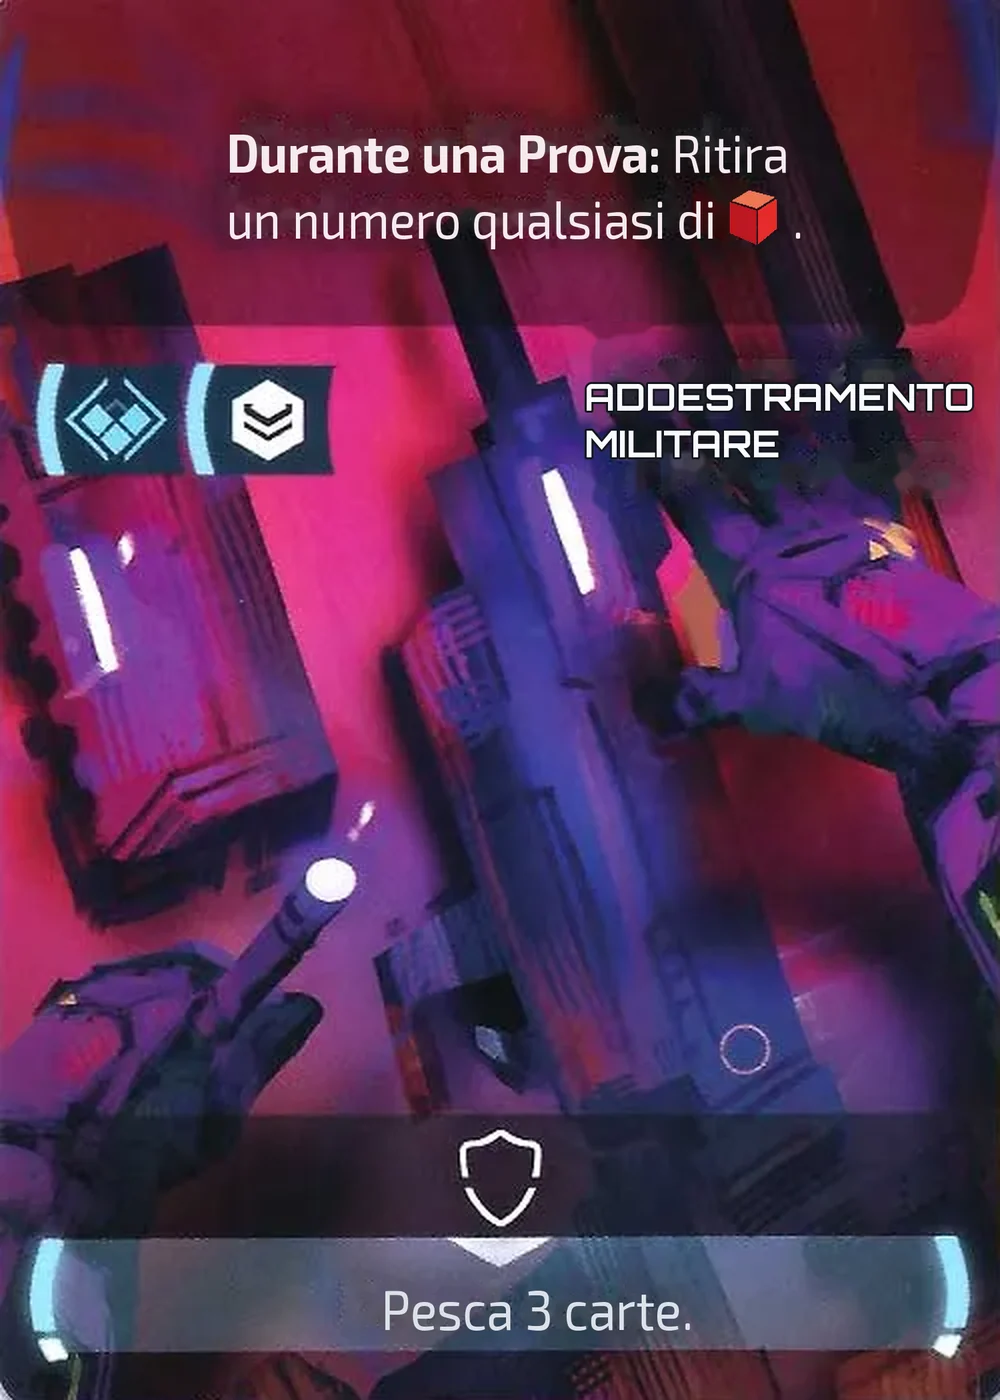 Durante una Prova: Ritira
un numero qualsiasi di .
ADDESTRAMENTO
MILITARE
Pesca 3 carte.